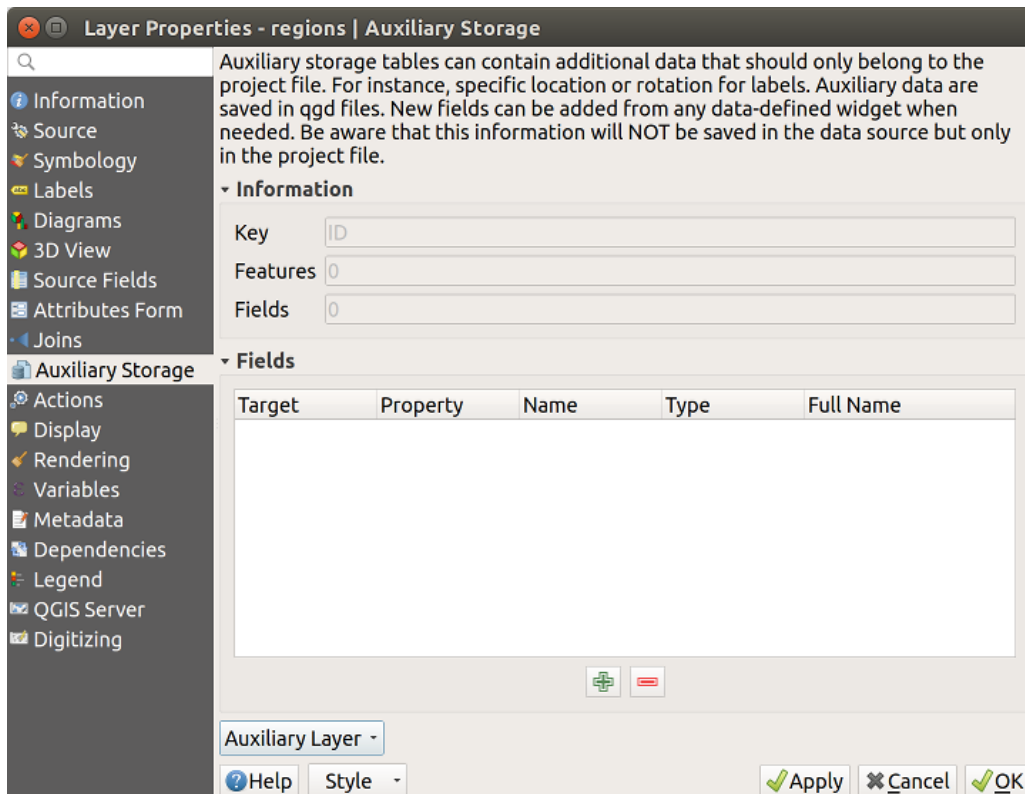 Layer Properties - regions | Auxiliary Storage
Auxiliary storage tables can contain additional data that should only belong to the
project file. For instance, specific location or rotation for labels. Auxiliary data are
saved in qgd files. New fields can be added from any data-defined widget when
needed. Be aware that this information will NOT be saved in the data source but only
in the project file.
Information
Source
Symbology
Labels
Diagrams
3D View
Source Fields
Attributes Form
Joins
Auxiliary Storage
Actions
Display
Rendering
Variables
Metadata
Dependencies
Legend
QGIS Server
Digitizing
Information
Key ID
Features 0
Fields 0
Fields
Target Property Name Type Full Name
Auxiliary Layer
Help Style Apply Cancel OK